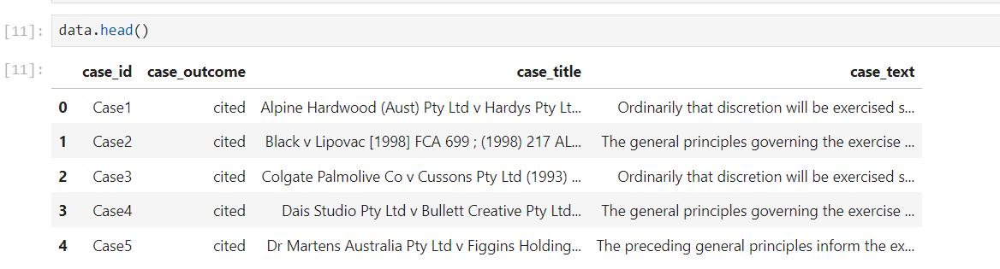 [11]: data.head()
[11]: case_id case_outcome case_title case_text
0 Case1 cited Alpine Hardwood (Aust) Pty Ltd v Hardys Pty Lt... Ordinarily that discretion will be exercised s...
1 Case2 cited Black v Lipovac [1998] FCA 699 ; (1998) 217 AL... The general principles governing the exercise ...
2 Case3 cited Colgate Palmolive Co v Cussons Pty Ltd (1993) ... Ordinarily that discretion will be exercised s...
3 Case4 cited Dais Studio Pty Ltd v Bullett Creative Pty Ltd... The general principles governing the exercise ...
4 Case5 cited Dr Martens Australia Pty Ltd v Figgins Holding... The preceding general principles inform the ex...